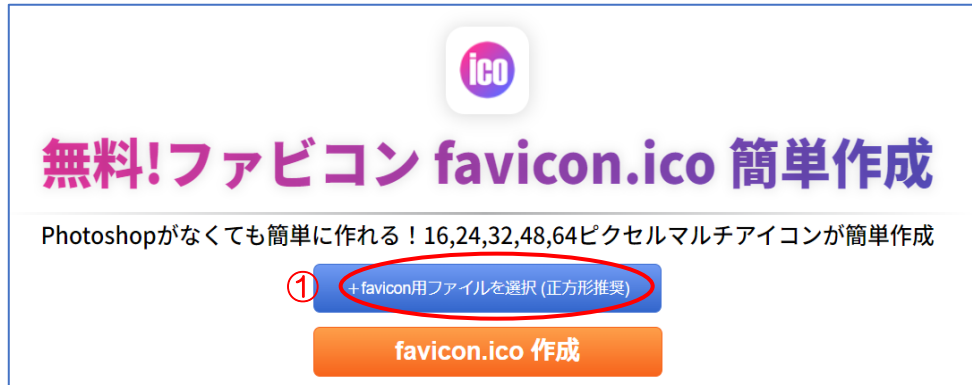 ico
無料!ファビコン favicon.ico 簡単作成
Photoshopがなくても簡単に作れる！16,24,32,48,64ピクセルマルチアイコンが簡単作成
① +favicon用ファイルを選択 (正方形推奨)
favicon.ico 作成